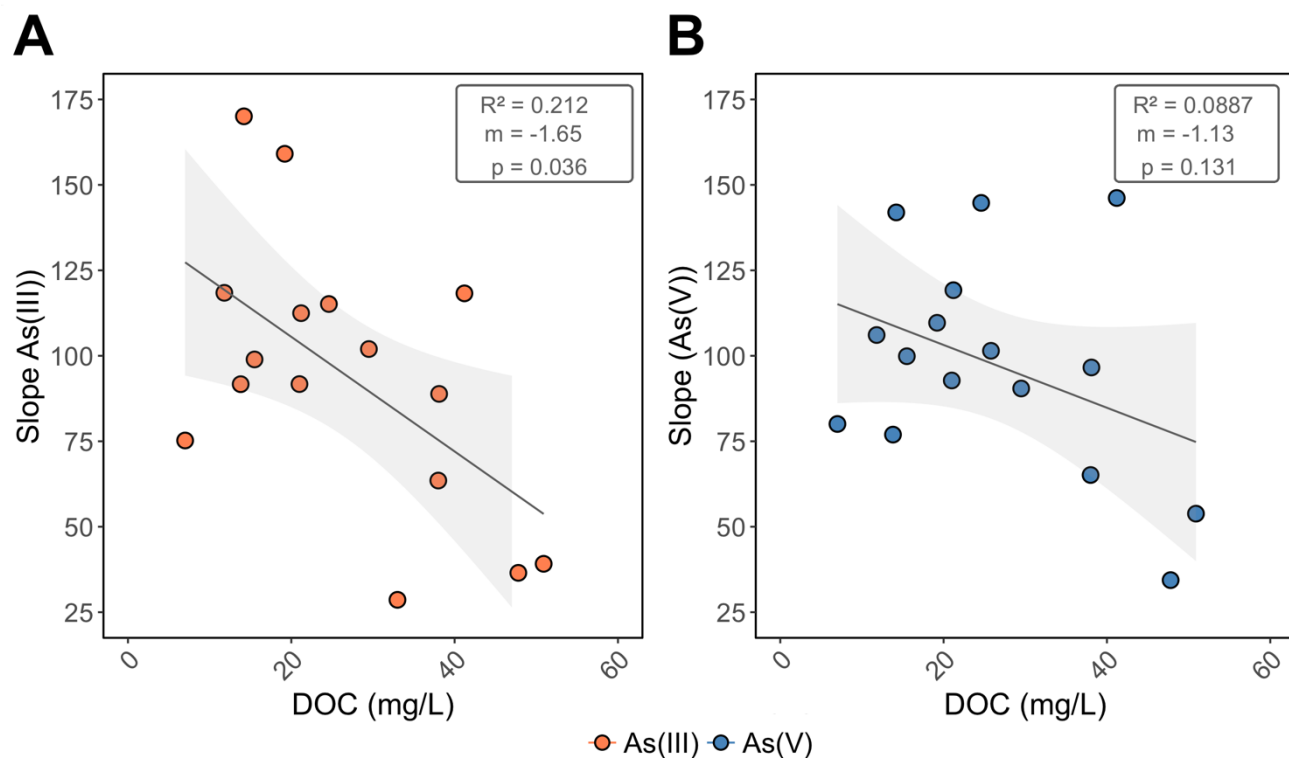 A
B
R² = 0.212
m = -1.65
p = 0.036
R² = 0.0887
m = -1.13
p = 0.131
Slope As(III))
175
150
125
100
75
50
25
0
20
40
60
DOC (mg/L)
Slope (As(V))
175
150
125
100
75
50
25
0
20
40
60
DOC (mg/L)
As(III) As(V)